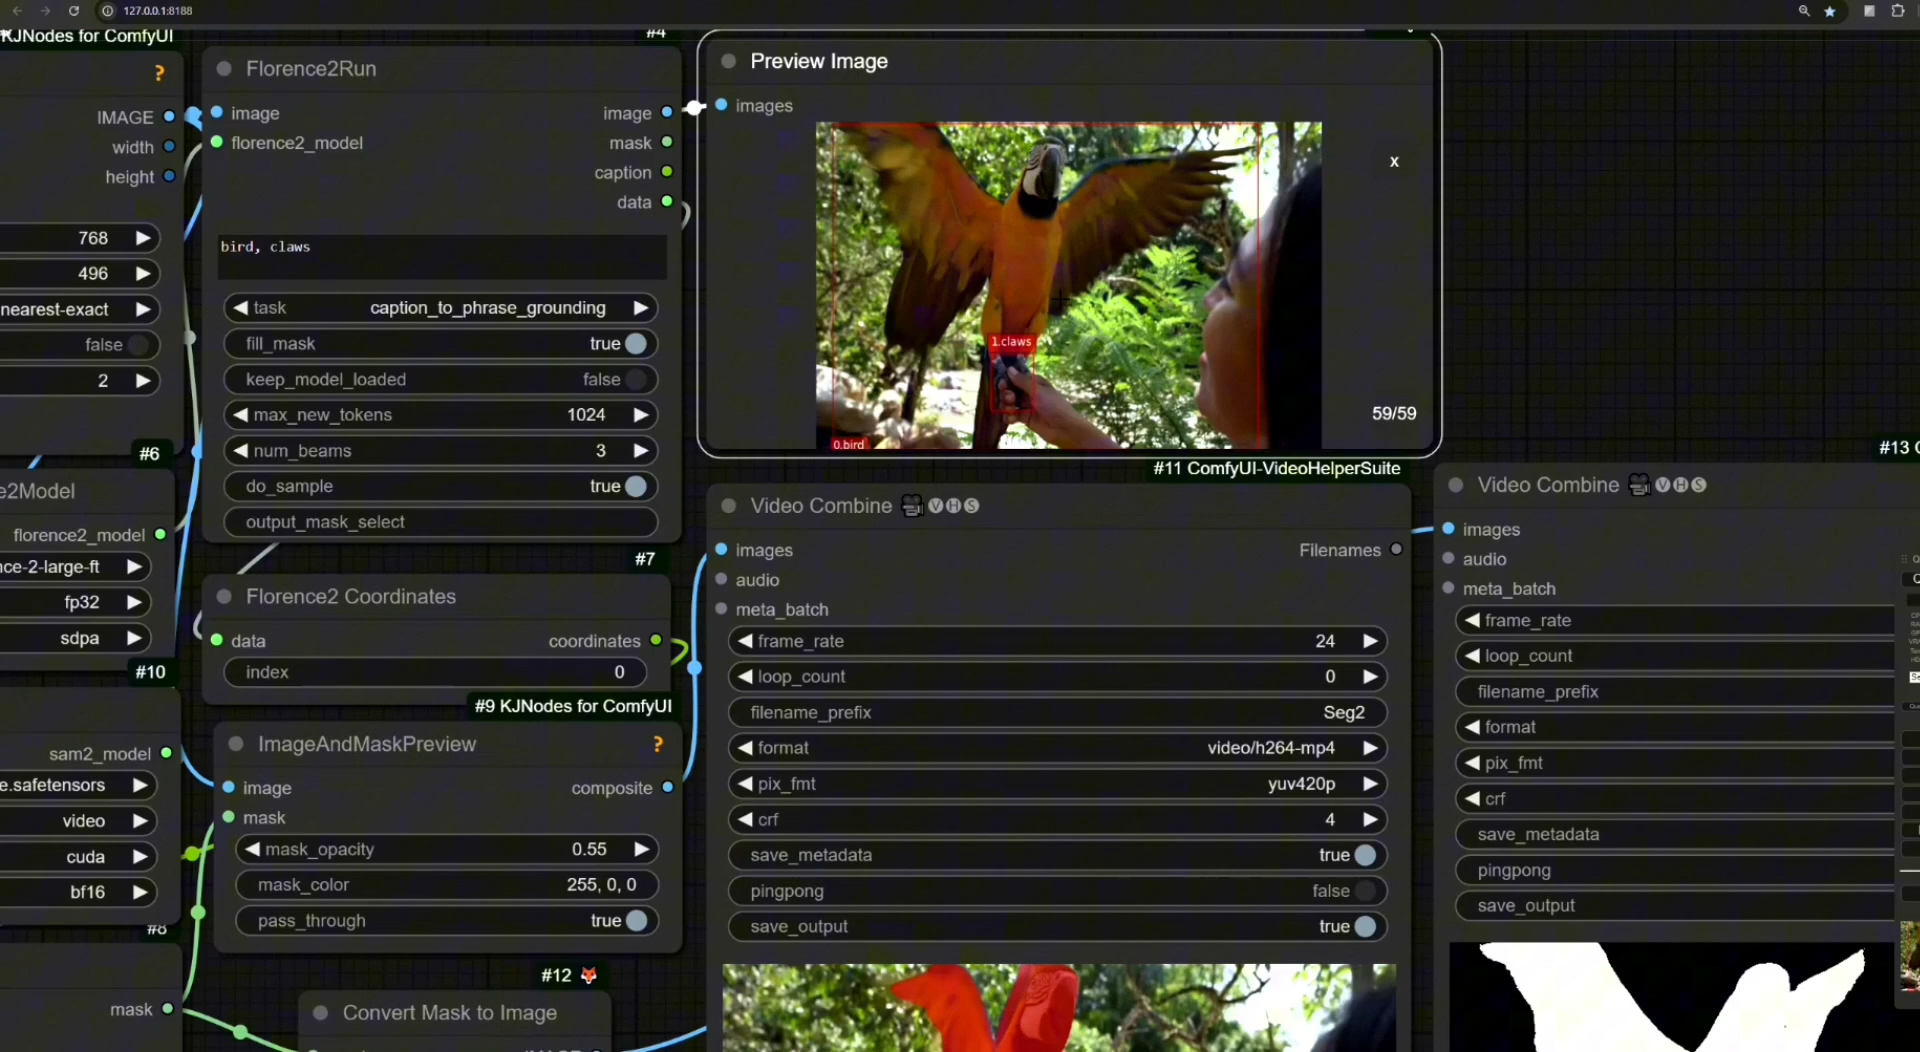 127.0.0.1:8188
KJNodes for ComfyUI
?
IMAGE
width
height
768
496
nearest-exact
false
2
#6
e2Model
florence2_model
nce-2-large-ft
fp32
sdpa
#10
sam2_model
e.safetensors
video
cuda
bf16
#8
mask
#4
Florence2Run
image
florence2_model
image
mask
caption
data
bird, claws
task caption_to_phrase_grounding
fill_mask true
keep_model_loaded false
max_new_tokens 1024
num_beams 3
do_sample true
output_mask_select
#7
Florence2 Coordinates
data coordinates
index 0
#9 KJNodes for ComfyUI
ImageAndMaskPreview ?
image composite
mask
mask_opacity 0.55
mask_color 255, 0, 0
pass_through true
#12
Convert Mask to Image
Preview Image
images
x
1.claws
0.bird
59/59
#11 ComfyUI-VideoHelperSuite
Video Combine VHS
images Filenames
audio
meta_batch
frame_rate 24
loop_count 0
filename_prefix Seg2
format video/h264-mp4
pix_fmt yuv420p
crf 4
save_metadata true
pingpong false
save_output true
#13 C
Video Combine VHS
images
audio
meta_batch
frame_rate
loop_count
filename_prefix
format
pix_fmt
crf
save_metadata
pingpong
save_output